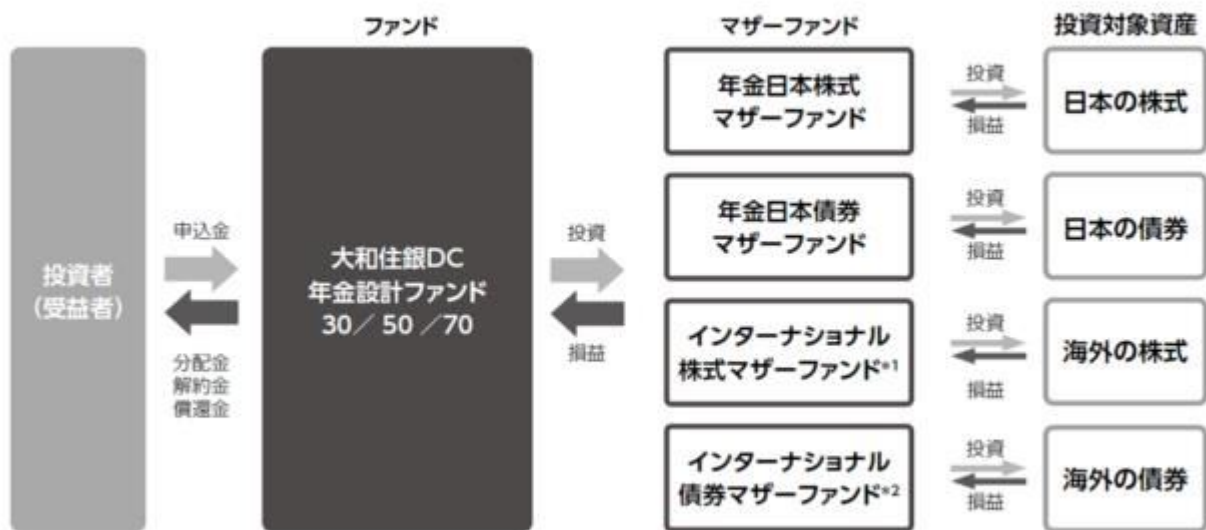 ファンド
マザーファンド
投資対象資産
投資者
(受益者)
申込金
分配金
解約金
償還金
大和住銀DC
年金設計ファンド
30／ 50 ／70
投資
損益
年金日本株式
マザーファンド
投資
損益
日本の株式
年金日本債券
マザーファンド
投資
損益
日本の債券
インターナショナル
株式マザーファンド*1
投資
損益
海外の株式
インターナショナル
債券マザーファンド*2
投資
損益
海外の債券